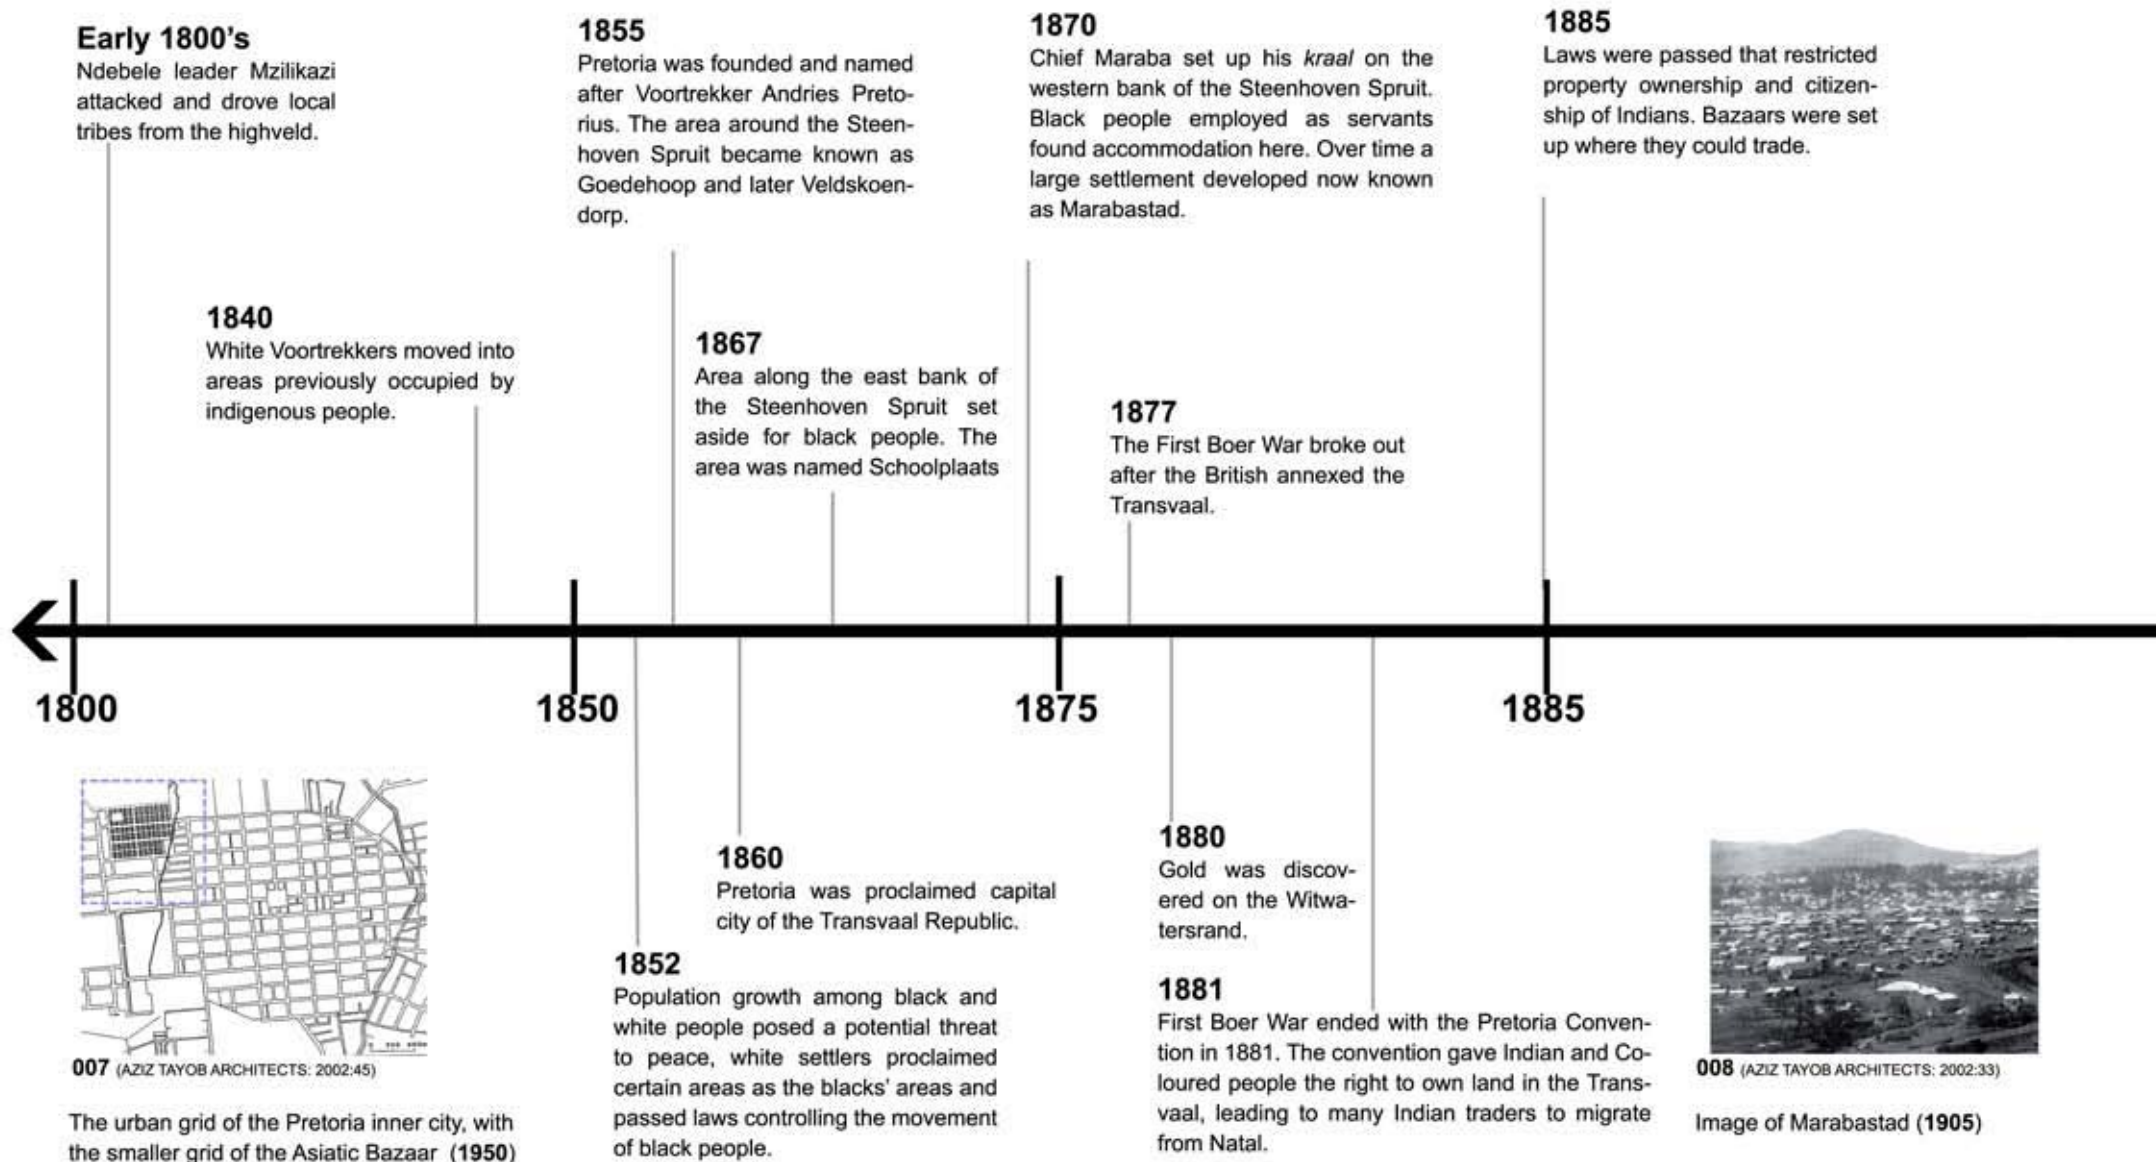 Early 1800's
Ndebele leader Mzilikazi
attacked and drove local
tribes from the highveld.
1840
White Voortrekkers moved into
areas previously occupied by
indigenous people.
1855
Pretoria was founded and named
after Voortrekker Andries Preto-
rius. The area around the Steen-
hoven Spruit became known as
Goedehoop and later Veldskoen-
dorp.
1867
Area along the east bank of
the Steenhoven Spruit set
aside for black people. The
area was named Schoolplaats
1870
Chief Maraba set up his kraal on the
western bank of the Steenhoven Spruit.
Black people employed as servants
found accommodation here. Over time a
large settlement developed now known
as Marabastad.
1877
The First Boer War broke out
after the British annexed the
Transvaal.
1885
Laws were passed that restricted
property ownership and citizen-
ship of Indians. Bazaars were set
up where they could trade.
1800
1850
1875
1885
007 (AZIZ TAYOB ARCHITECTS: 2002:45)
The urban grid of the Pretoria inner city, with
the smaller grid of the Asiatic Bazaar (1950)
1852
Population growth among black and
white people posed a potential threat
to peace, white settlers proclaimed
certain areas as the blacks' areas and
passed laws controlling the movement
of black people.
1860
Pretoria was proclaimed capital
city of the Transvaal Republic.
1880
Gold was discov-
ered on the Witwa-
tersrand.
1881
First Boer War ended with the Pretoria Conven-
tion in 1881. The convention gave Indian and Co-
loured people the right to own land in the Trans-
vaal, leading to many Indian traders to migrate
from Natal.
008 (AZIZ TAYOB ARCHITECTS: 2002:33)
Image of Marabastad (1905)